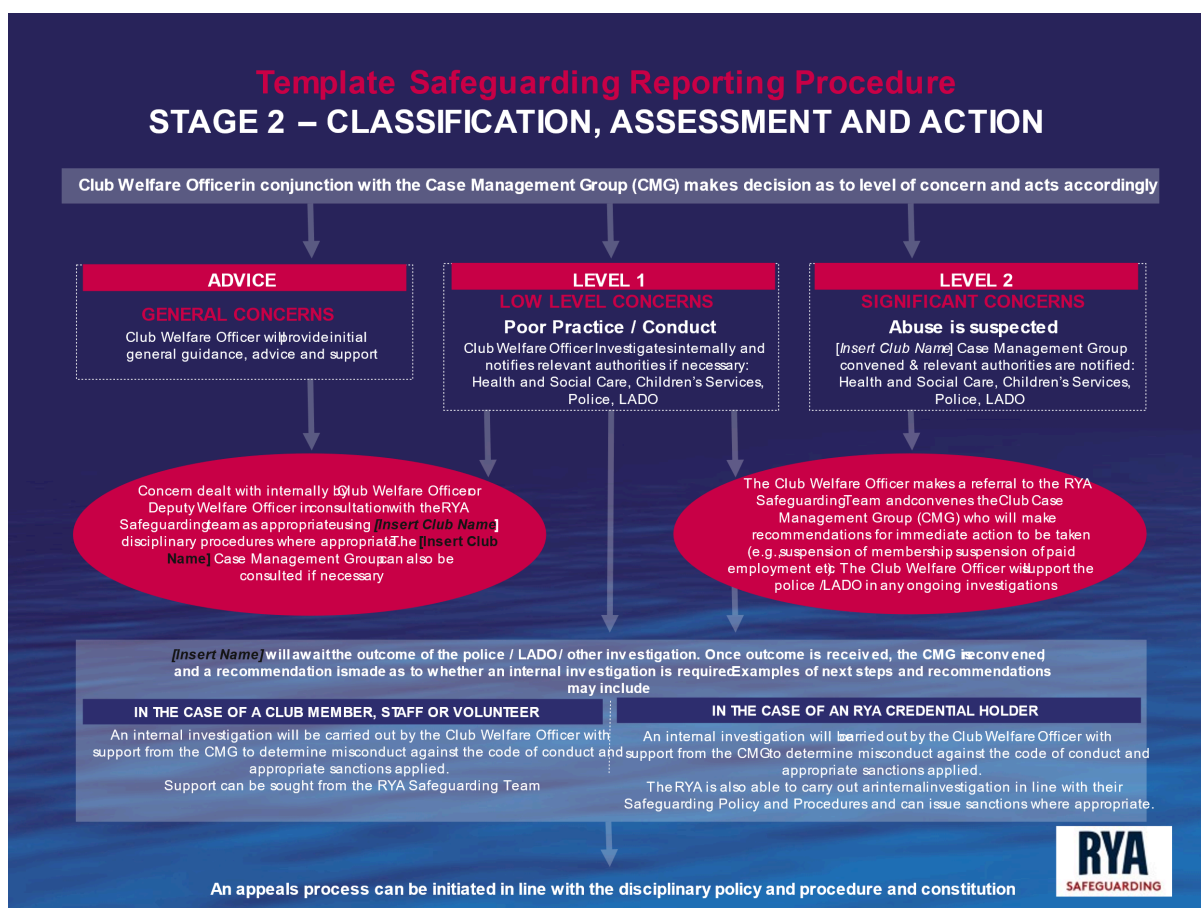 Template Safeguarding Reporting Procedure
STAGE 2 – CLASSIFICATION, ASSESSMENT AND ACTION
Club Welfare Officerin conjunction with the Case Management Group (CMG) makes decision as to level of concern and acts accordingly
ADVICE
GENERAL CONCERNS
Club Welfare Officer will provide initial
general guidance, advice and support
LEVEL 1
LOW LEVEL CONCERNS
Poor Practice / Conduct
Club Welfare Officer Investigates internally and
notifies relevant authorities if necessary:
Health and Social Care, Children’s Services,
Police, LADO
LEVEL 2
SIGNIFICANT CONCERNS
Abuse is suspected
[Insert Club Name] Case Management Group
convened & relevant authorities are notified:
Health and Social Care, Children’s Services,
Police, LADO
Concern dealt with internally by Club Welfare Officer or
Deputy Welfare Officer in consultation with the RYA
Safeguarding team as appropriate using [Insert Club Name]
disciplinary procedures where appropriate. The [Insert Club
Name] Case Management Group can also be
consulted if necessary
The Club Welfare Officer makes a referral to the RYA
Safeguarding Team and convenes the Club Case
Management Group (CMG) who will make
recommendations for immediate action to be taken
(e.g., suspension of membership suspension of paid
employment etc). The Club Welfare Officer will support the
police /LADO in any ongoing investigations
[Insert Name] will await the outcome of the police / LADO / other investigation. Once outcome is received, the CMG is reconvened,
and a recommendation is made as to whether an internal investigation is required. Examples of next steps and recommendations
may include
IN THE CASE OF A CLUB MEMBER, STAFF OR VOLUNTEER
An internal investigation will be carried out by the Club Welfare Officer with
support from the CMG to determine misconduct against the code of conduct and
appropriate sanctions applied.
Support can be sought from the RYA Safeguarding Team
IN THE CASE OF AN RYA CREDENTIAL HOLDER
An internal investigation will be carried out by the Club Welfare Officer with
support from the CMG to determine misconduct against the code of conduct and
appropriate sanctions applied.
The RYA is also able to carry out an internal investigation in line with their
Safeguarding Policy and Procedures and can issue sanctions where appropriate.
An appeals process can be initiated in line with the disciplinary policy and procedure and constitution
RYA
SAFEGUARDING